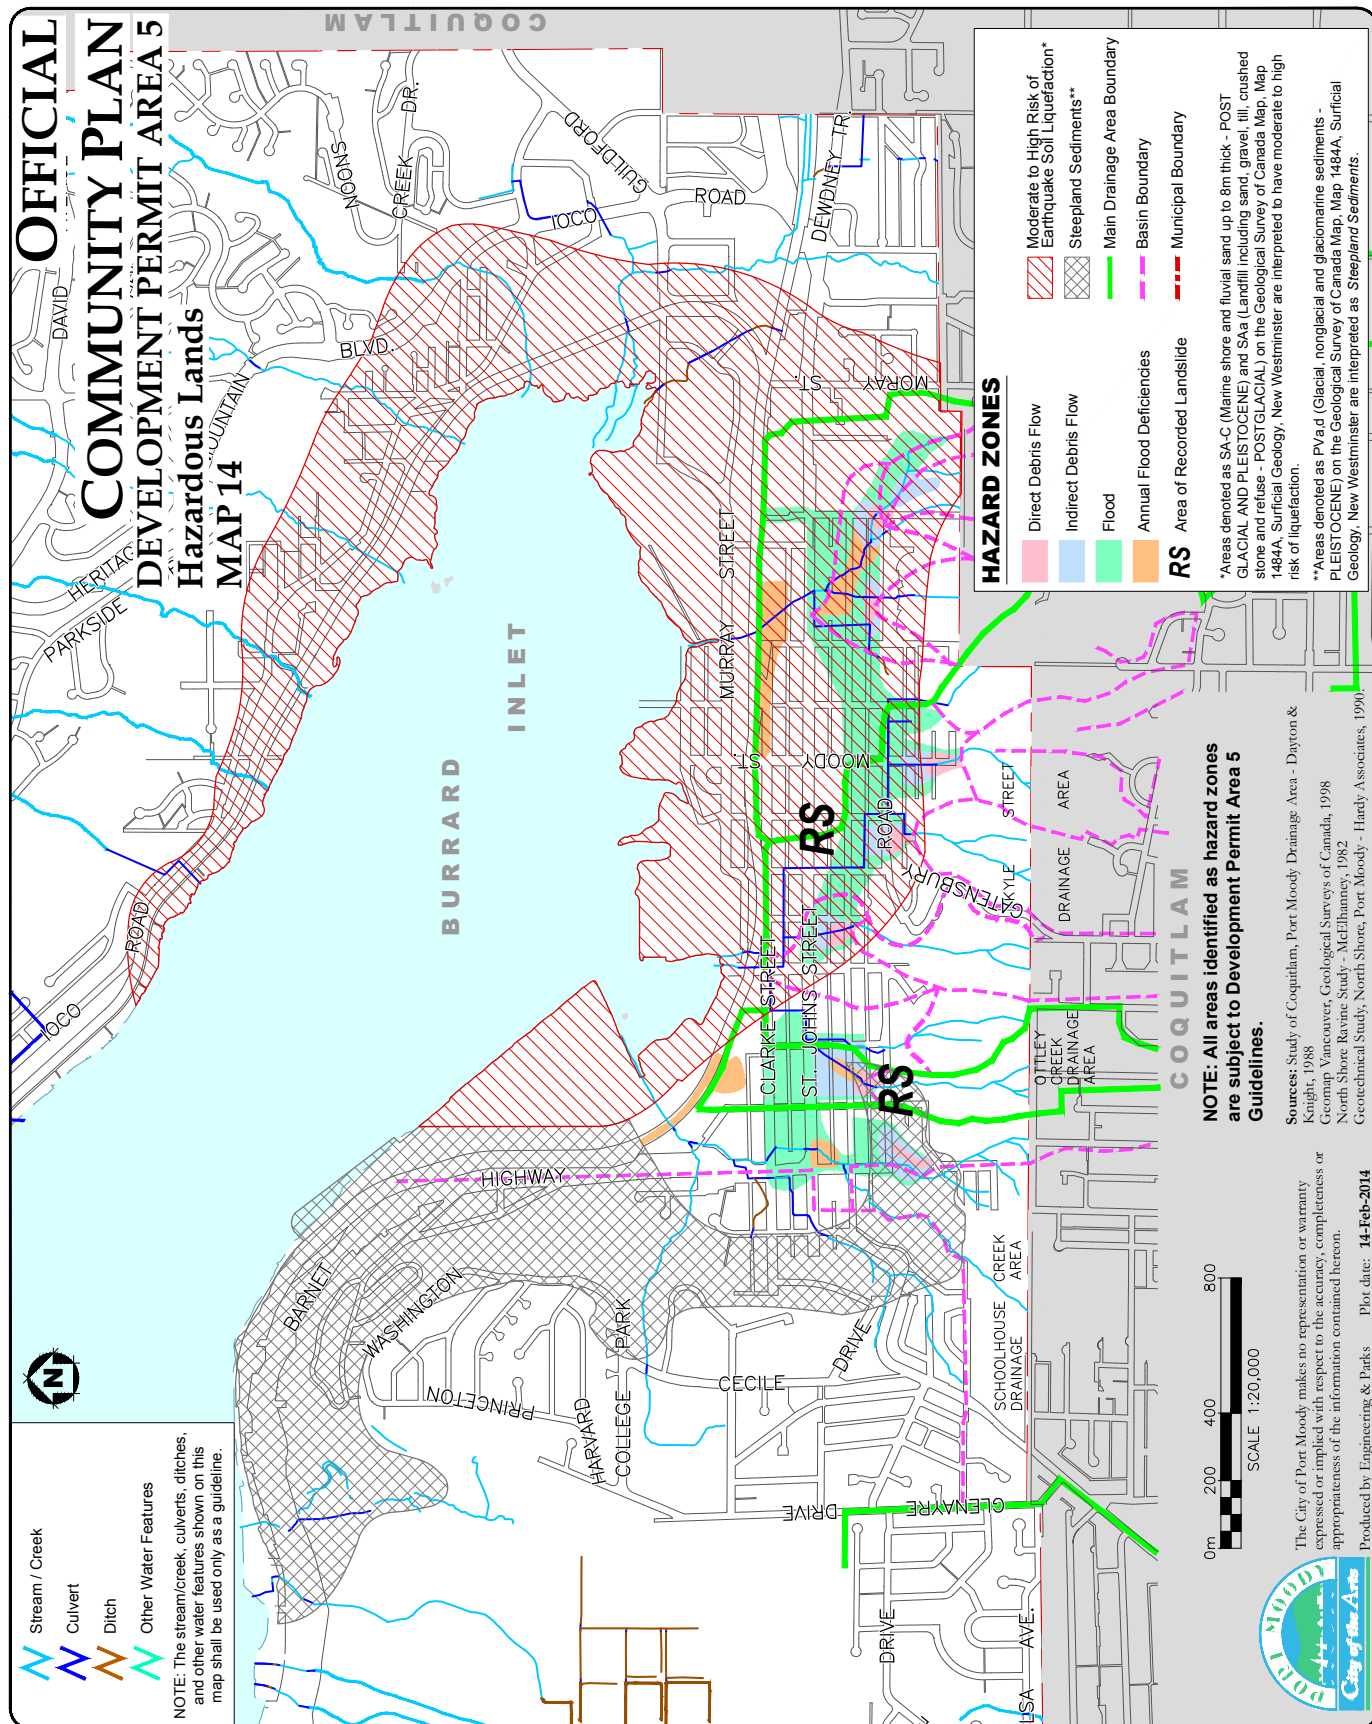 OFFICIAL
COMMUNITY PLAN
DEVELOPMENT PERMIT AREA 5
Hazardous Lands
MAP 14
COQUITLAM
DAVID
HERITAGE
PARKSIDE
MOUNTAIN
BLVD.
NOONS
CREEK
DR.
GUILDFORD
IOCO
ROAD
DEWDNEY TR.
MORAY
ST.
MURRAY STREET
MOODY
ST.
IOCO
ROAD
BURRARD
INLET
RS
RS
CLARKE STREET
ST. JOHNS STREET
ROAD
GATENSBURY
KYLE
STREET
DRAINAGE
AREA
OTTLEY
CREEK
DRAINAGE
AREA
SCHOOLHOUSE CREEK
DRAINAGE AREA
HIGHWAY
BARNET
WASHINGTON
PRINCETON
HARVARD
COLLEGE PARK
CECILE
DRIVE
DRIVE
GLENAYRE
DRIVE
AVE.
COQUITLAM
N
Stream / Creek
Culvert
Ditch
Other Water Features
NOTE: The stream/creek, culverts, ditches,
and other water features shown on this
map shall be used only as a guideline.
HAZARD ZONES
Direct Debris Flow
Indirect Debris Flow
Flood
Annual Flood Deficiencies
RS Area of Recorded Landslide
Moderate to High Risk of
Earthquake Soil Liquefaction*
Steepland Sediments**
Main Drainage Area Boundary
Basin Boundary
Municipal Boundary
*Areas denoted as SA-C (Marine shore and fluvial sand up to 8m thick - POST
GLACIAL AND PLEISTOCENE) and SAa (Landfill including sand, gravel, till, crushed
stone and refuse - POSTGLACIAL) on the Geological Survey of Canada Map, Map
1484A, Surficial Geology, New Westminster are interpreted to have moderate to high
risk of liquefaction.
**Areas denoted as PVa,d (Glacial, nonglacial and glaciomarine sediments -
PLEISTOCENE) on the Geological Survey of Canada Map, Map 1484A, Surficial
Geology, New Westminster are interpreted as Steepland Sediments.
NOTE: All areas identified as hazard zones
are subject to Development Permit Area 5
Guidelines.
Sources: Study of Coquitlam, Port Moody Drainage Area - Dayton &
Knight, 1988
Geomap Vancouver, Geological Surveys of Canada, 1998
North Shore Ravine Study - McElhanney, 1982
Geotechnical Study, North Shore, Port Moody - Hardy Associates, 1990.
0m 200 400 800
SCALE 1:20,000
The City of Port Moody makes no representation or warranty
expressed or implied with respect to the accuracy, completeness or
appropriateness of the information contained hereon.
Produced by Engineering & Parks Plot date: 14-Feb-2014
PORT MOODY
City of the Arts